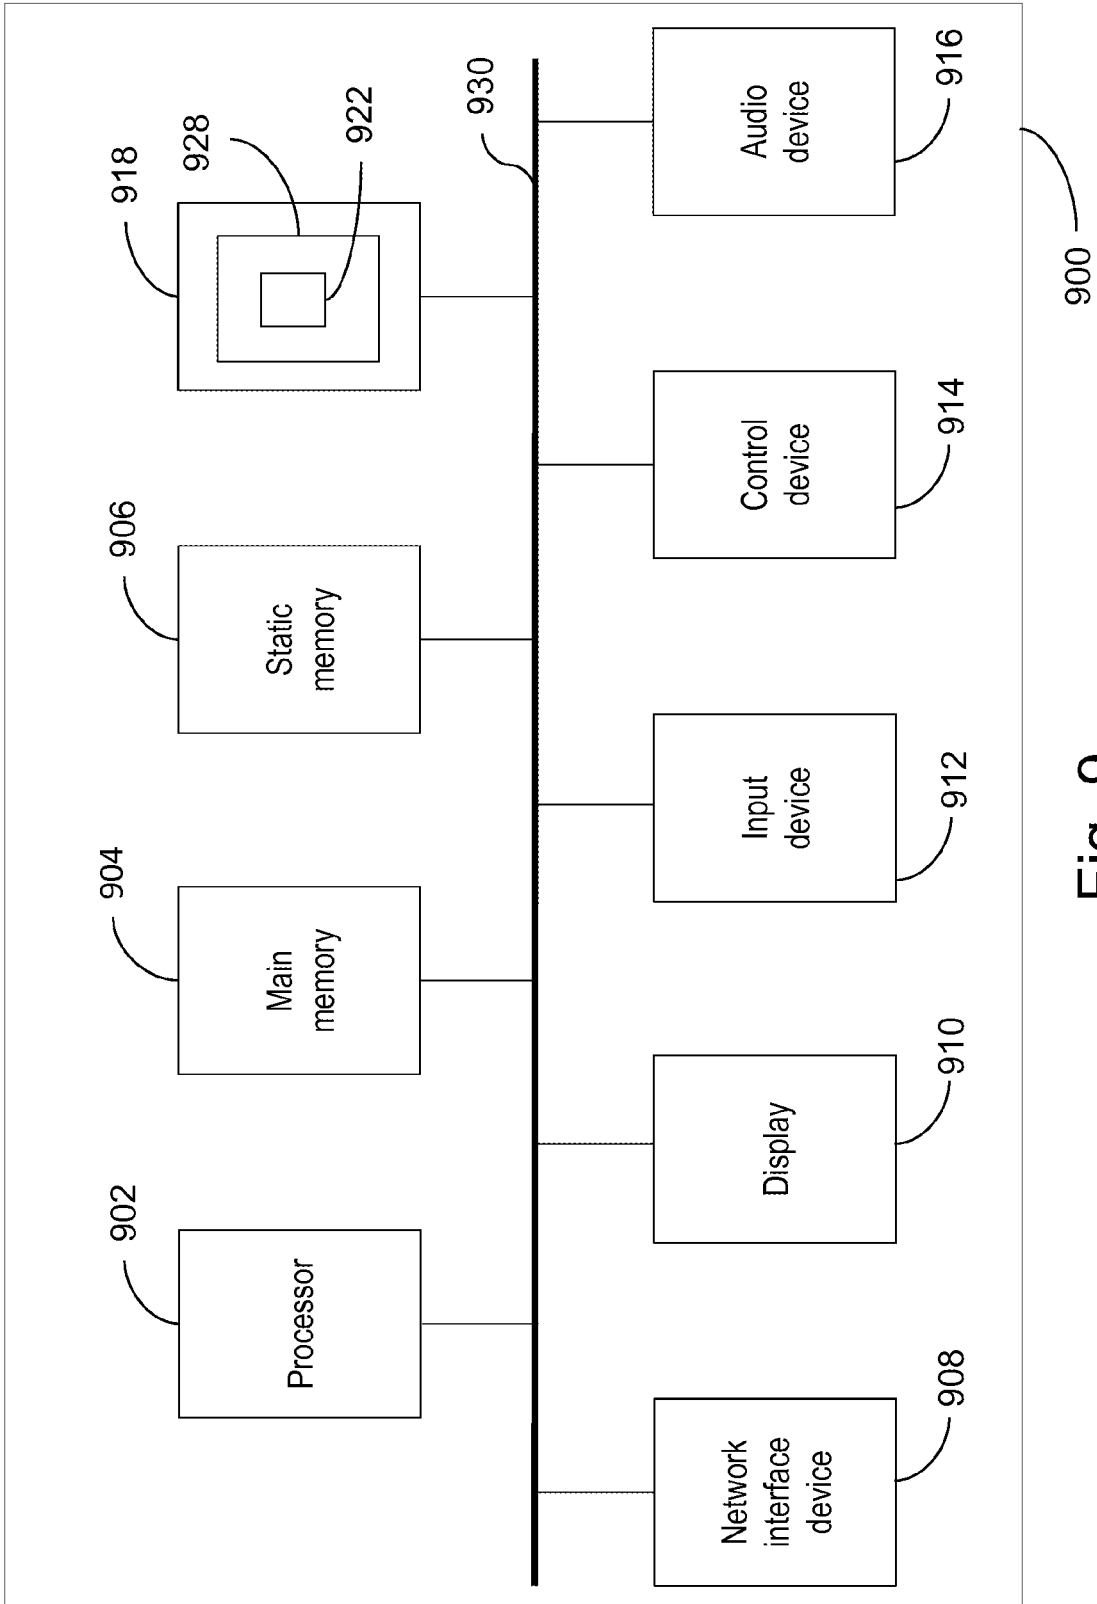 902
904
906
918
928
922
930
Processor
Main
memory
Static
memory
Network
interface
device
Display
Input
device
Control
device
Audio
device
908
910
912
914
916
900
Fig.